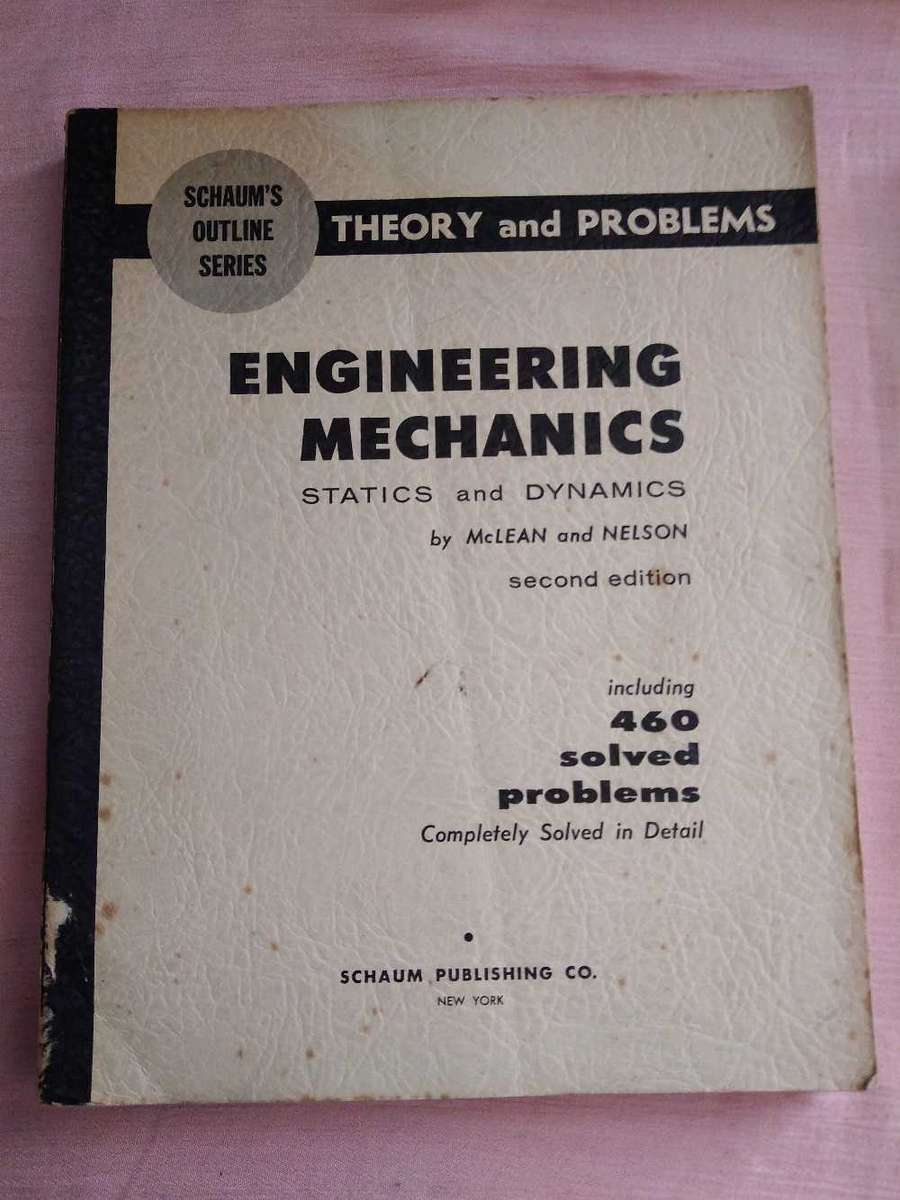 SCHAUM'S
OUTLINE
SERIES
THEORY and PROBLEMS
ENGINEERING
MECHANICS
STATICS and DYNAMICS
by McLEAN and NELSON
second edition
including
460
solved
problems
Completely Solved in Detail
SCHAUM PUBLISHING CO.
NEW YORK